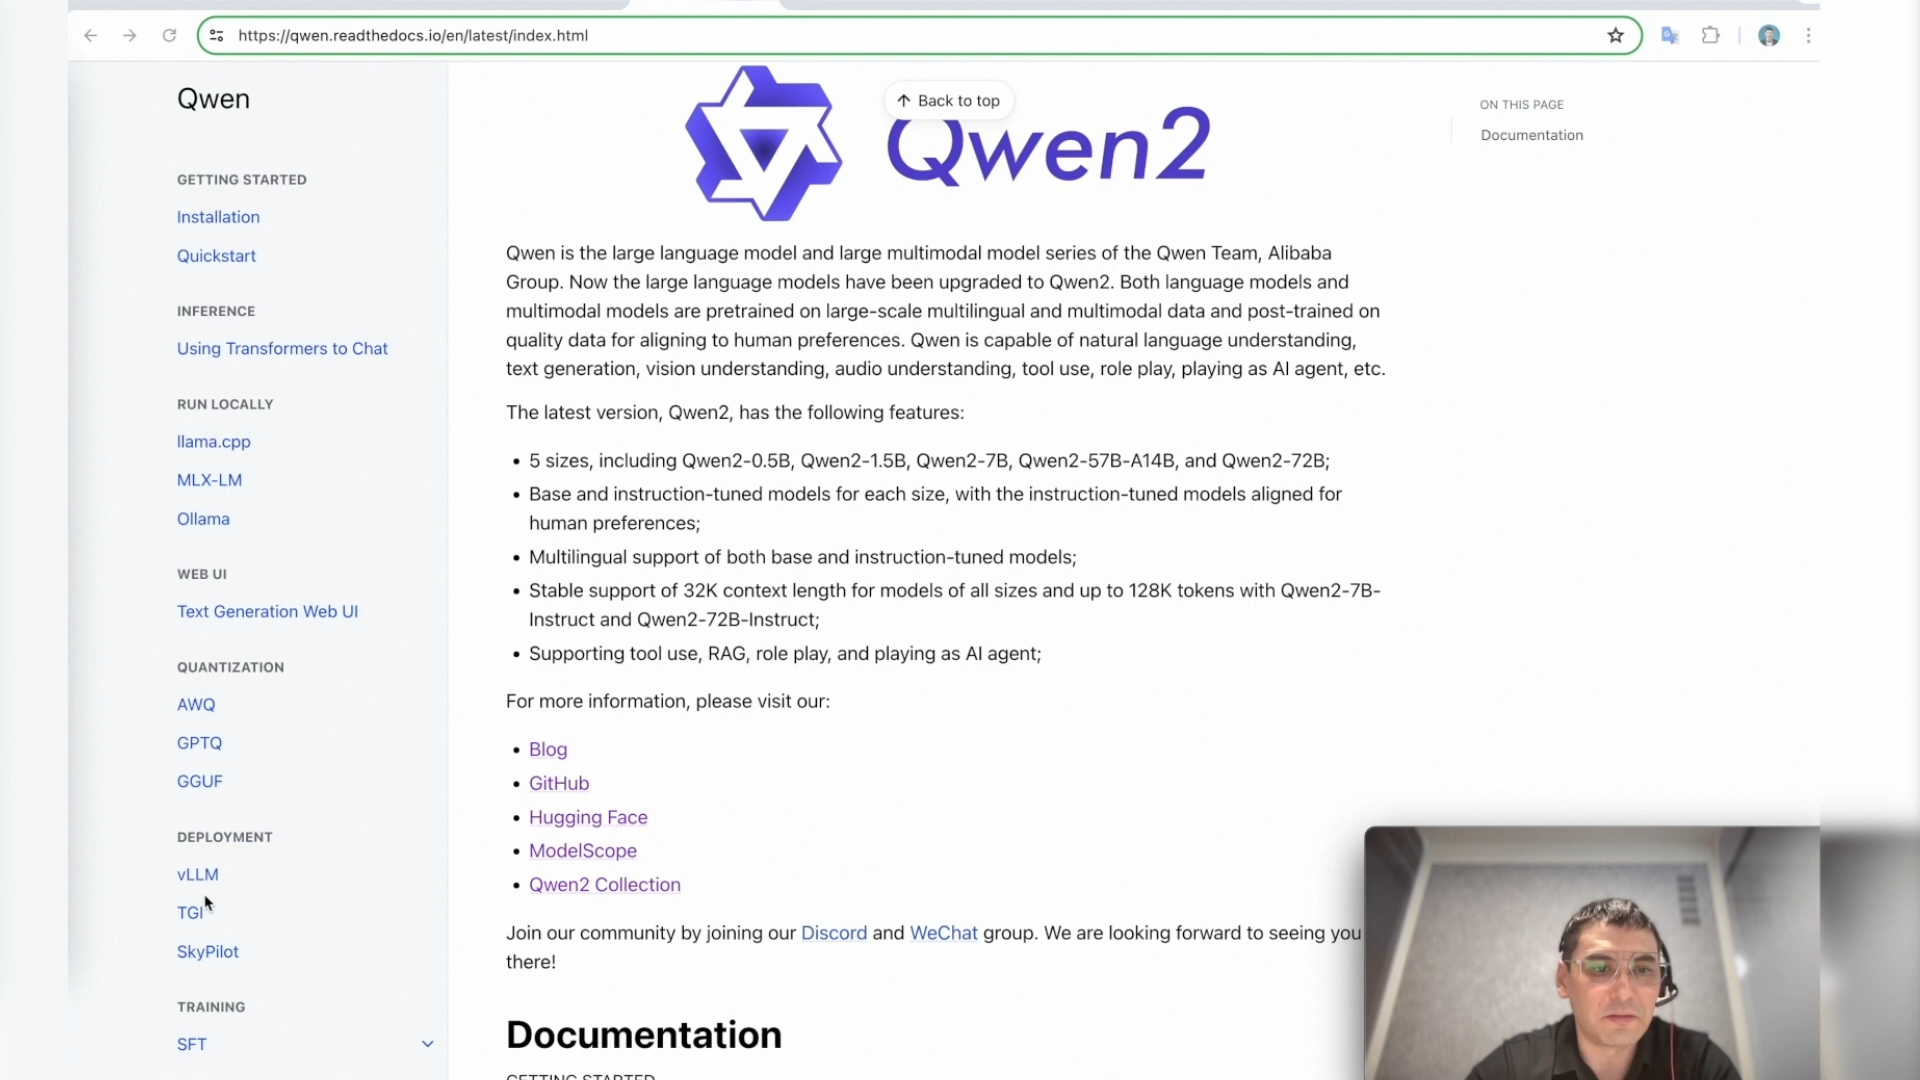 https://qwen.readthedocs.io/en/latest/index.html
Qwen
GETTING STARTED
Installation
Quickstart
INFERENCE
Using Transformers to Chat
RUN LOCALLY
llama.cpp
MLX-LM
Ollama
WEB UI
Text Generation Web UI
QUANTIZATION
AWQ
GPTQ
GGUF
DEPLOYMENT
vLLM
TGI
SkyPilot
TRAINING
SFT
Back to top
Qwen2
Qwen is the large language model and large multimodal model series of the Qwen Team, Alibaba
Group. Now the large language models have been upgraded to Qwen2. Both language models and
multimodal models are pretrained on large-scale multilingual and multimodal data and post-trained on
quality data for aligning to human preferences. Qwen is capable of natural language understanding,
text generation, vision understanding, audio understanding, tool use, role play, playing as AI agent, etc.
The latest version, Qwen2, has the following features:
• 5 sizes, including Qwen2-0.5B, Qwen2-1.5B, Qwen2-7B, Qwen2-57B-A14B, and Qwen2-72B;
• Base and instruction-tuned models for each size, with the instruction-tuned models aligned for
human preferences;
• Multilingual support of both base and instruction-tuned models;
• Stable support of 32K context length for models of all sizes and up to 128K tokens with Qwen2-7B-
Instruct and Qwen2-72B-Instruct;
• Supporting tool use, RAG, role play, and playing as AI agent;
For more information, please visit our:
• Blog
• GitHub
• Hugging Face
• ModelScope
• Qwen2 Collection
Join our community by joining our Discord and WeChat group. We are looking forward to seeing you
there!
Documentation
GETTING STARTED
ON THIS PAGE
Documentation